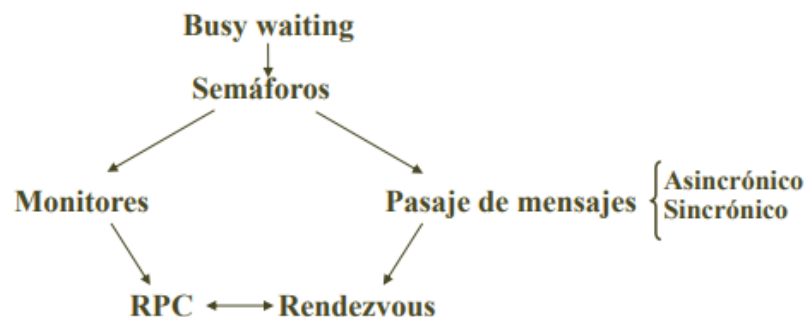 Busy waiting
Semáforos
Monitores
Pasaje de mensajes
Asincrónico
Sincrónico
RPC
Rendezvous